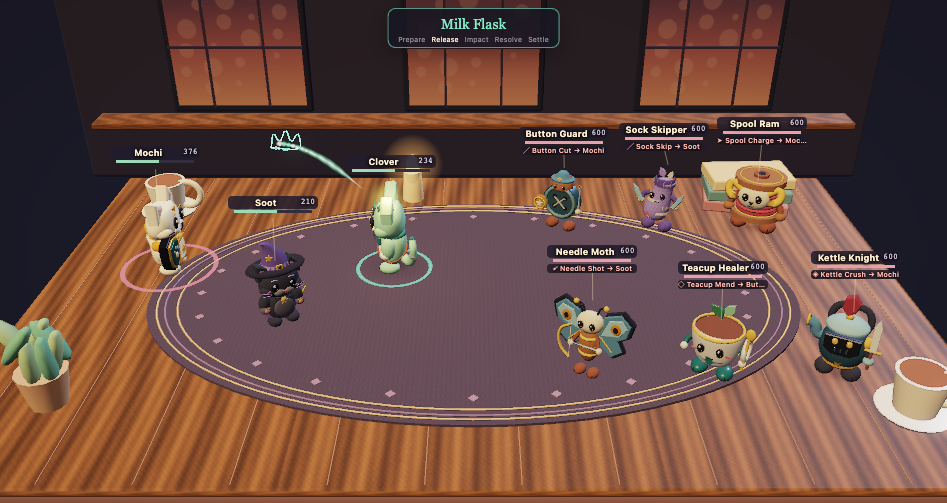 Milk Flask
Prepare Release Impact Resolve Settle
Mochi 376
Clover 234
Soot 210
Button Guard 600
Button Cut → Mochi
Sock Skipper 600
Sock Skip → Soot
Spool Ram 600
Spool Charge → Moc...
Needle Moth 600
Needle Shot → Soot
Teacup Healer 600
Teacup Mend → But...
Kettle Knight 600
Kettle Crush → Mochi